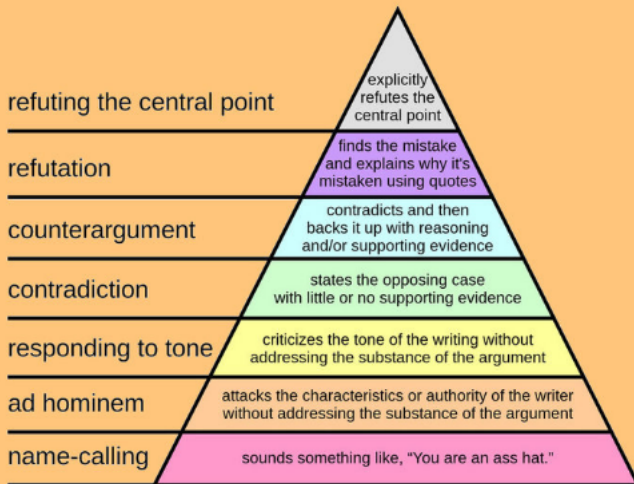 explicitly
refutes the
central point
refuting the central point
finds the mistake
and explains why it's
mistaken using quotes
refutation
contradicts and then
backs it up with reasoning
and/or supporting evidence
counterargument
states the opposing case
with little or no supporting evidence
contradiction
criticizes the tone of the writing without
addressing the substance of the argument
responding to tone
attacks the characteristics or authority of the writer
without addressing the substance of the argument
ad hominem
name-calling
sounds something like, “You are an ass hat.”